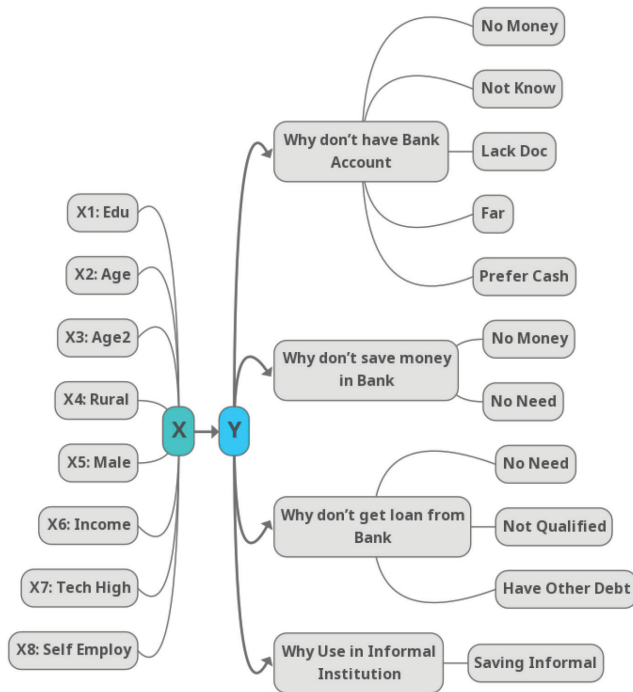 No Money
Not Know
Why don't have Bank
Account
Lack Doc
Far
Prefer Cash
X1: Edu
X2: Age
X3: Age2
X4: Rural
X5: Male
X6: Income
X7: Tech High
X8: Self Employ
X
Y
Why don't save money
in Bank
No Money
No Need
Why don't get loan from
Bank
No Need
Not Qualified
Have Other Debt
Why Use in Informal
Institution
Saving Informal